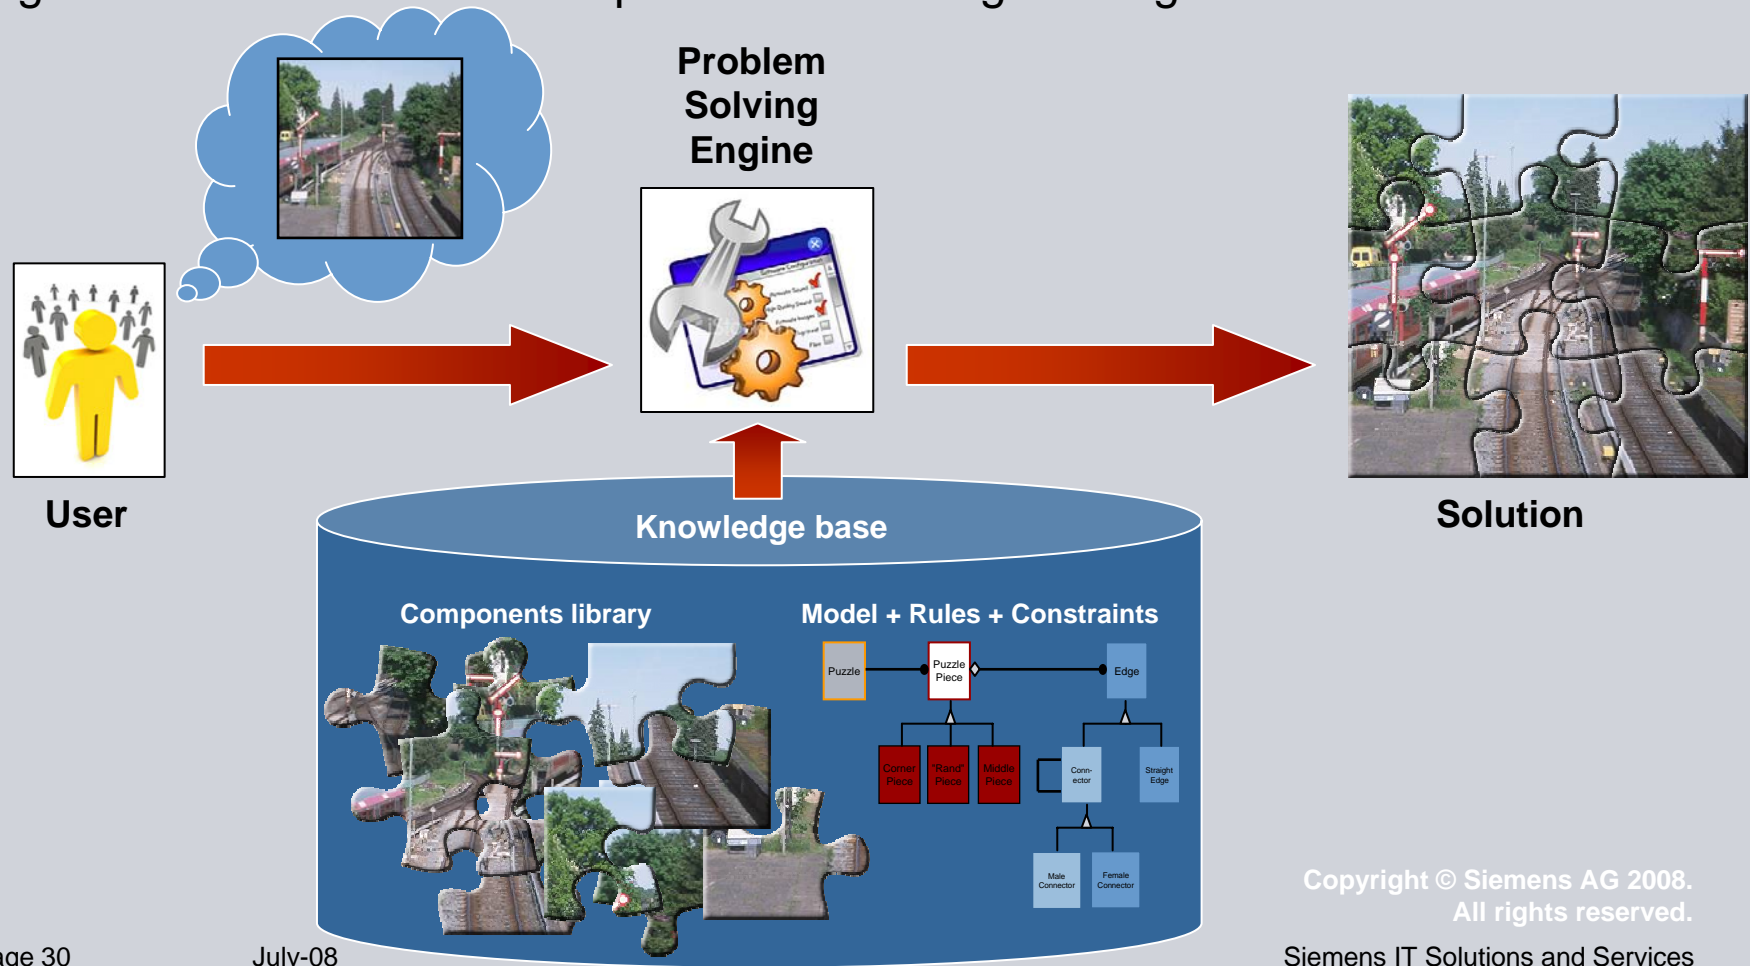 Problem
Solving
Engine
User
Solution
Knowledge base
Components library
Model + Rules + Constraints
Puzzle
Puzzle
Piece
Edge
Corner
Piece
"Rand"
Piece
Middle
Piece
Conn-
ector
Straight
Edge
Male
Connector
Female
Connector
Copyright © Siemens AG 2008.
All rights reserved.
age 30
July-08
Siemens IT Solutions and Services